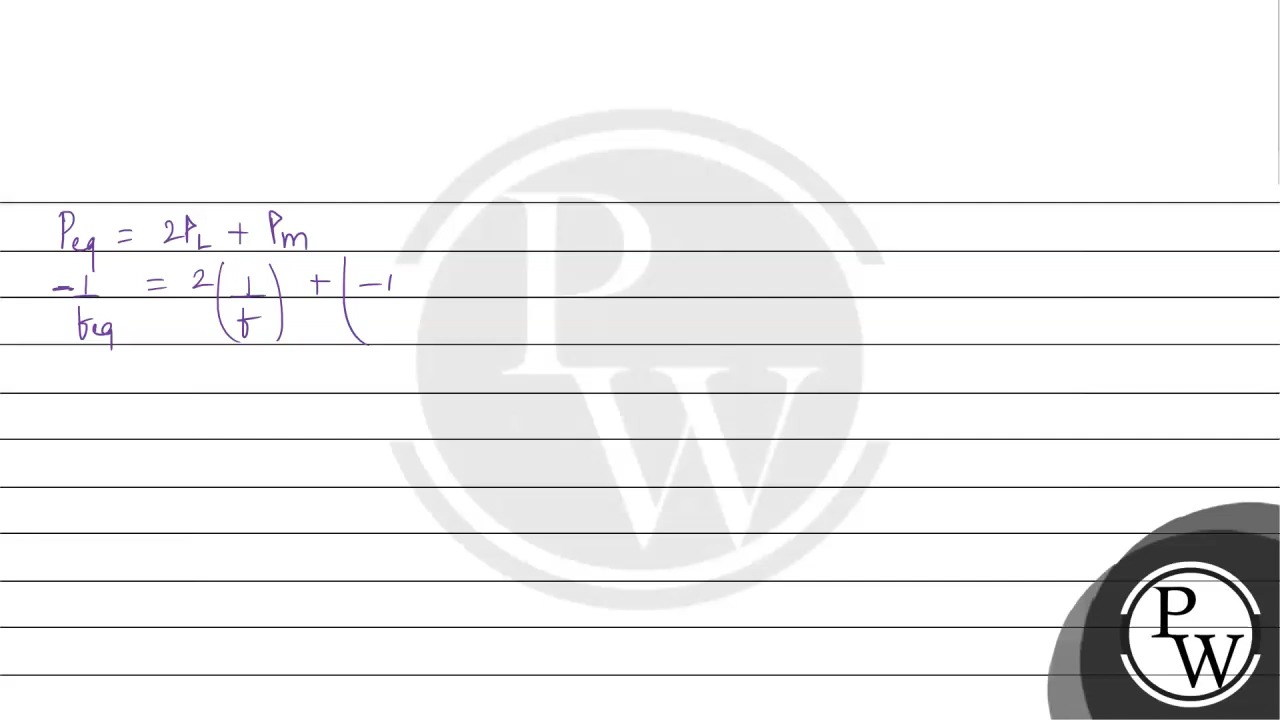 Peq = 2PL + Pm
-1/feq = 2(1/f) + (-1
P
W
P
W